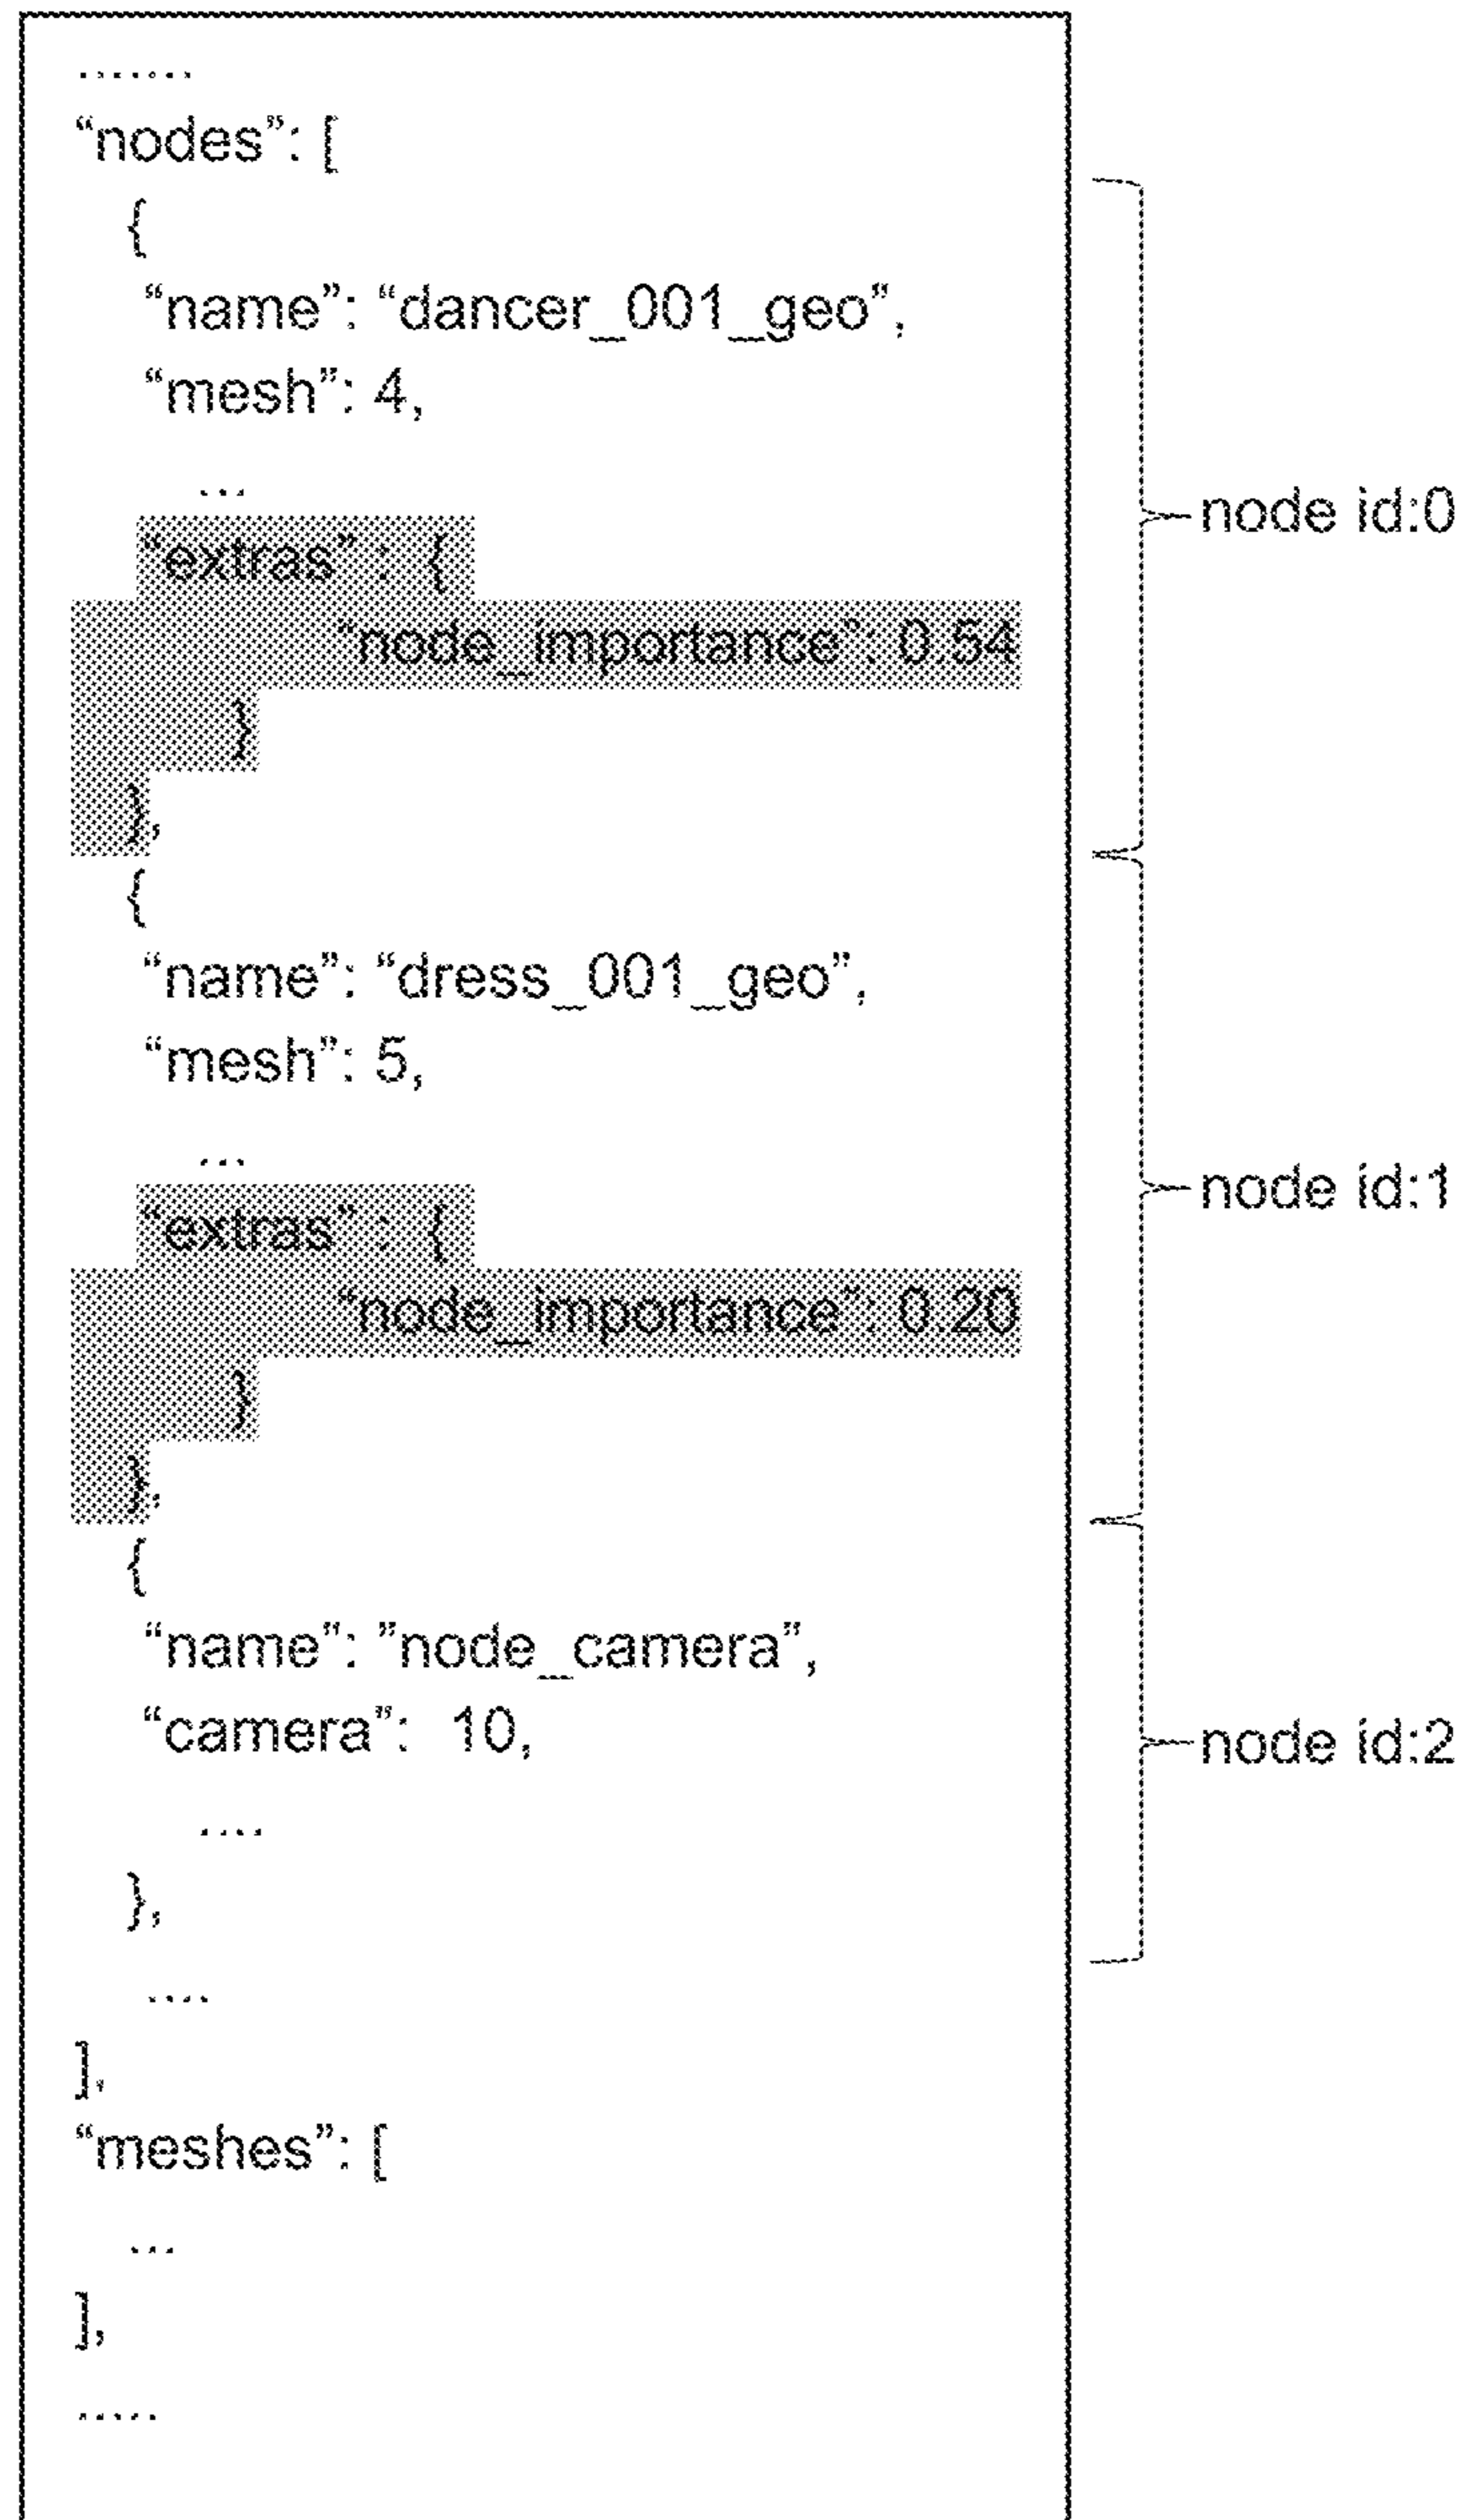 .......
“nodes”: [
{
“name”: “dancer_001_geo”,
“mesh”: 4,
...
“extras” : {
node id:0
“node_importance”: 0.54
}
},
{
“name”: “dress_001_geo”,
“mesh”: 5,
...
node id:1
“extras” : {
“node_importance”: 0.20
}
},
{
“name”: ”node_camera”,
“camera”: 10,
node id:2
....
},
....
],
“meshes”: [
...
],
.....